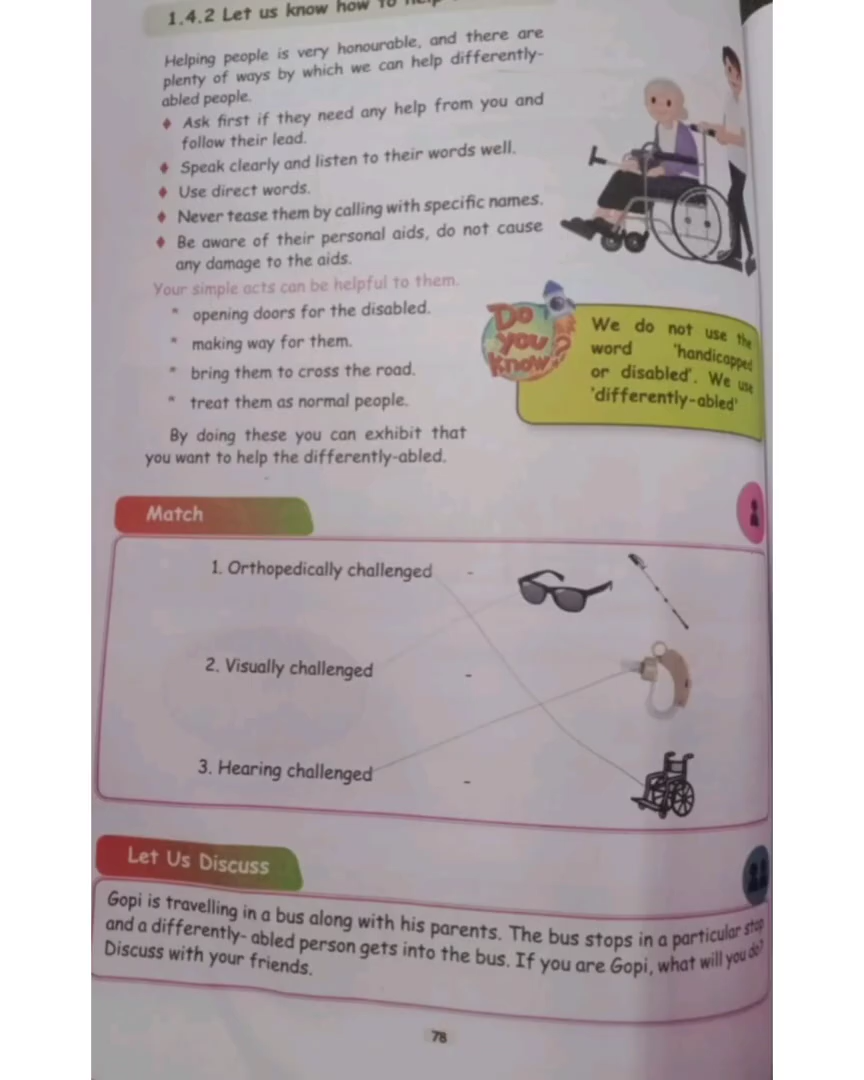 1.4.2 Let us know how to help
Helping people is very honourable, and there are
plenty of ways by which we can help differently-
abled people.
♦ Ask first if they need any help from you and
follow their lead.
♦ Speak clearly and listen to their words well.
♦ Use direct words.
♦ Never tease them by calling with specific names.
♦ Be aware of their personal aids, do not cause
any damage to the aids.
Your simple acts can be helpful to them.
* opening doors for the disabled.
* making way for them.
* bring them to cross the road.
* treat them as normal people.
By doing these you can exhibit that
you want to help the differently-abled.
Do
you
know?
We do not use the
word 'handicapped
or disabled'. We use
'differently-abled'
Match
1. Orthopedically challenged -
2. Visually challenged -
3. Hearing challenged -
Let Us Discuss
Gopi is travelling in a bus along with his parents. The bus stops in a particular stop
and a differently- abled person gets into the bus. If you are Gopi, what will you do?
Discuss with your friends.
78